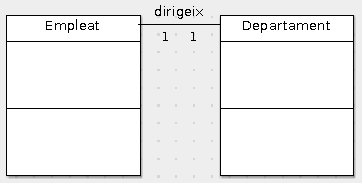 dirigeix
Empleat
Departament
1 1